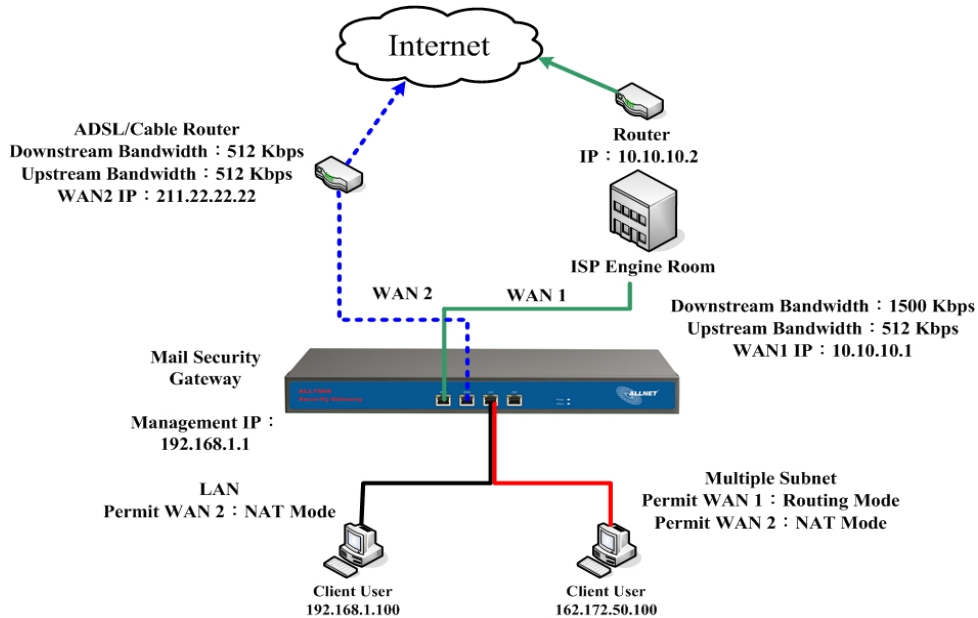 Internet
ADSL/Cable Router
Downstream Bandwidth：512 Kbps
Upstream Bandwidth：512 Kbps
WAN2 IP：211.22.22.22
Router
IP：10.10.10.2
ISP Engine Room
WAN 2
WAN 1
Downstream Bandwidth：1500 Kbps
Upstream Bandwidth：512 Kbps
WAN1 IP：10.10.10.1
Mail Security
Gateway
Security Gateway
ALLNET
Management IP：
192.168.1.1
LAN
Permit WAN 2：NAT Mode
Multiple Subnet
Permit WAN 1：Routing Mode
Permit WAN 2：NAT Mode
Client User
192.168.1.100
Client User
162.172.50.100